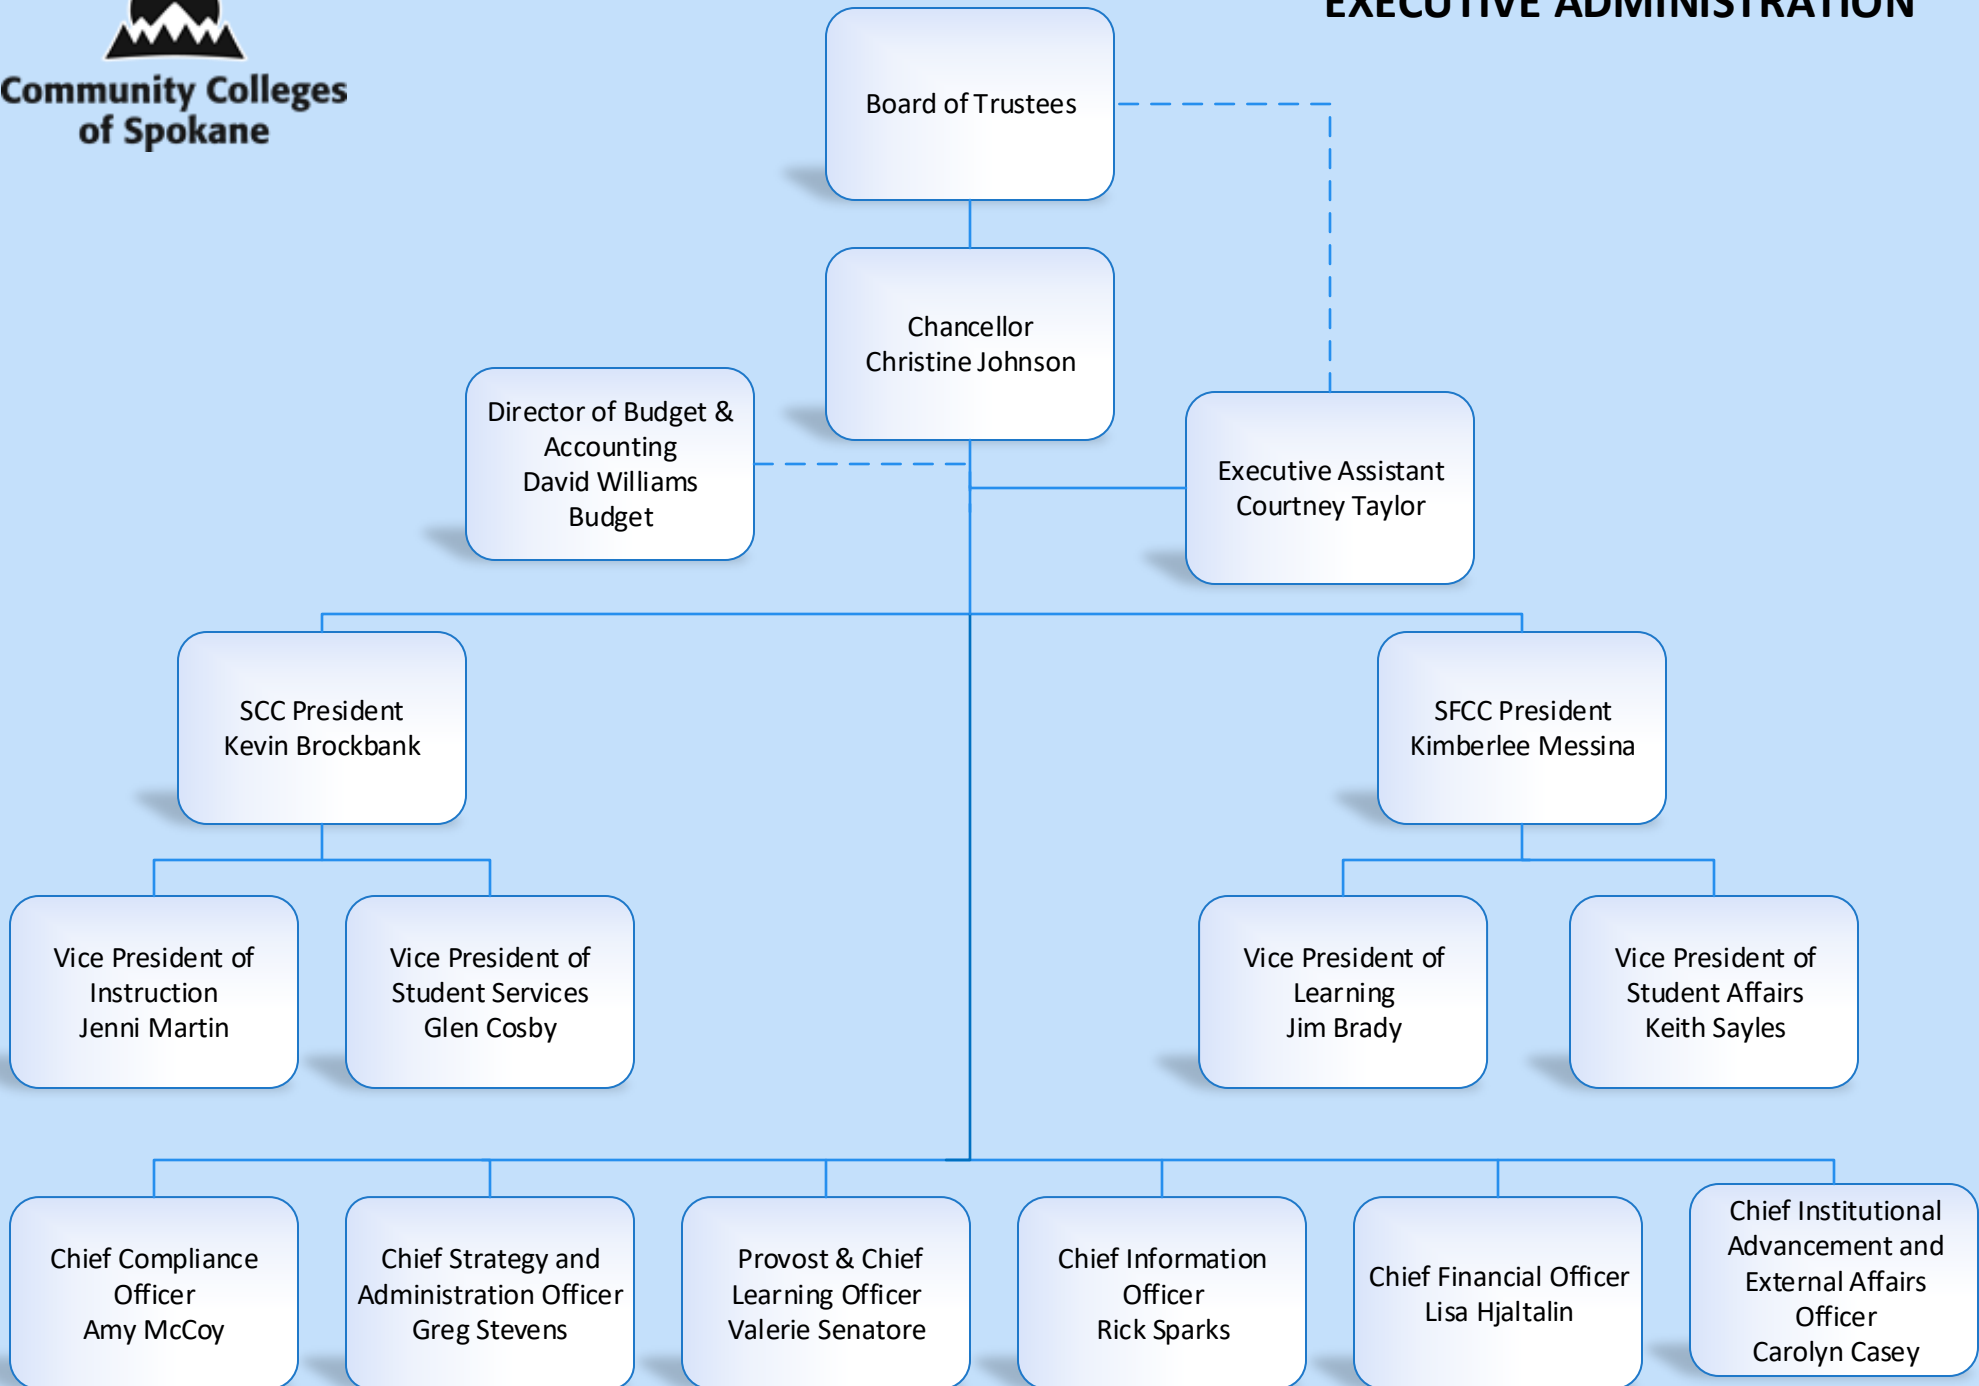 EXECUTIVE ADMINISTRATION
Community Colleges
of Spokane
Board of Trustees
Chancellor
Christine Johnson
Director of Budget &
Accounting
David Williams
Budget
Executive Assistant
Courtney Taylor
SCC President
Kevin Brockbank
SFCC President
Kimberlee Messina
Vice President of
Instruction
Jenni Martin
Vice President of
Student Services
Glen Cosby
Vice President of
Learning
Jim Brady
Vice President of
Student Affairs
Keith Sayles
Chief Compliance
Officer
Amy McCoy
Chief Strategy and
Administration Officer
Greg Stevens
Provost & Chief
Learning Officer
Valerie Senatore
Chief Information
Officer
Rick Sparks
Chief Financial Officer
Lisa Hjaltalin
Chief Institutional
Advancement and
External Affairs
Officer
Carolyn Casey